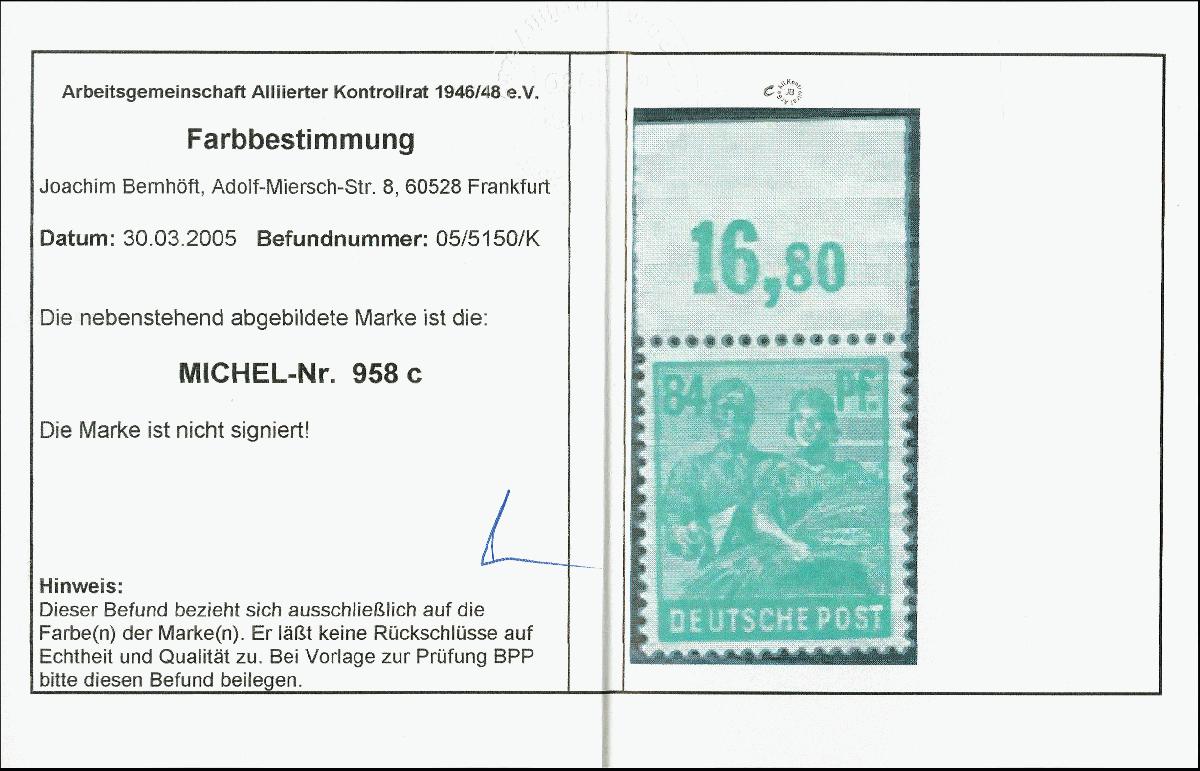 Arbeitsgemeinschaft Alliierter Kontrollrat 1946/48 e.V.
Farbbestimmung
Joachim Bernhöft, Adolf-Miersch-Str. 8, 60528 Frankfurt
Datum: 30.03.2005 Befundnummer: 05/5150/K
Die nebenstehend abgebildete Marke ist die:
MICHEL-Nr. 958 c
Die Marke ist nicht signiert!
Hinweis:
Dieser Befund bezieht sich ausschließlich auf die
Farbe(n) der Marke(n). Er läßt keine Rückschlüsse auf
Echtheit und Qualität zu. Bei Vorlage zur Prüfung BPP
bitte diesen Befund beilegen.
c
JB
16,80
84 Pf.
DEUTSCHE POST